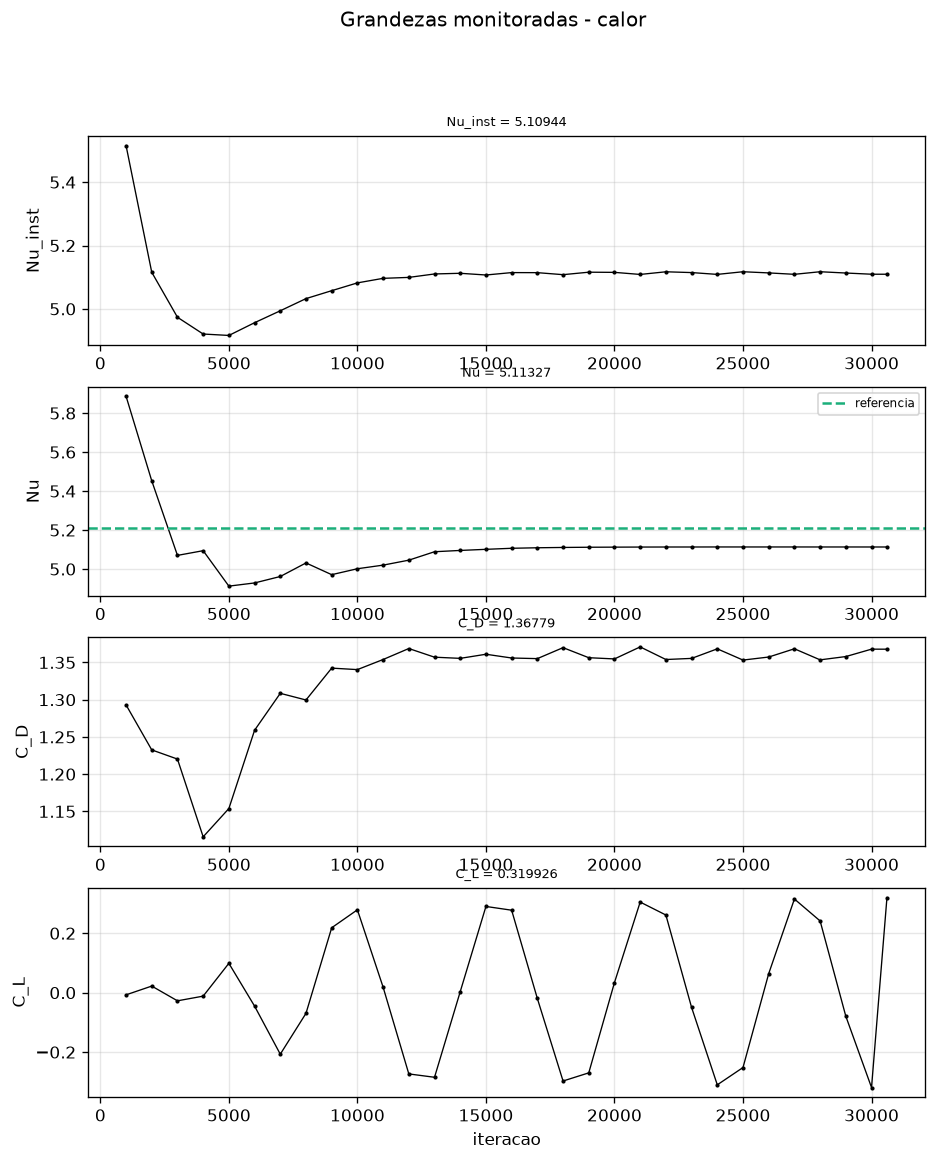 Grandezas monitoradas - calor
Nu_inst = 5.10944
Nu_inst
5.4
5.2
5.0
0 5000 10000 15000 20000 25000 30000
Nu = 5.11327
Nu
5.8
5.6
5.4
5.2
5.0
referencia
0 5000 10000 15000 20000 25000 30000
C_D = 1.36779
C_D
1.35
1.30
1.25
1.20
1.15
0 5000 10000 15000 20000 25000 30000
C_L = 0.319926
C_L
0.2
0.0
−0.2
0 5000 10000 15000 20000 25000 30000
iteracao